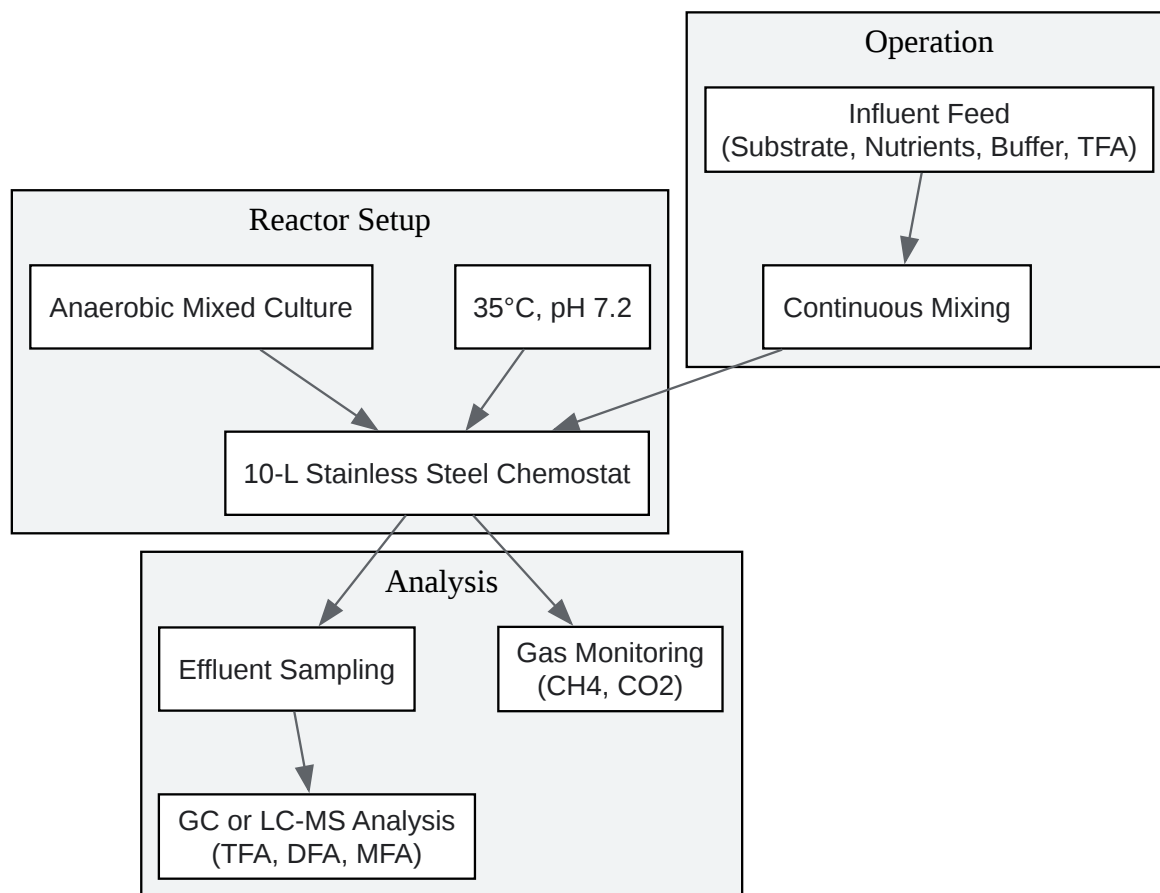 Operation
Influent Feed
(Substrate, Nutrients, Buffer, TFA)
Continuous Mixing
Reactor Setup
Anaerobic Mixed Culture
35°C, pH 7.2
10-L Stainless Steel Chemostat
Analysis
Effluent Sampling
Gas Monitoring
(CH4, CO2)
GC or LC-MS Analysis
(TFA, DFA, MFA)